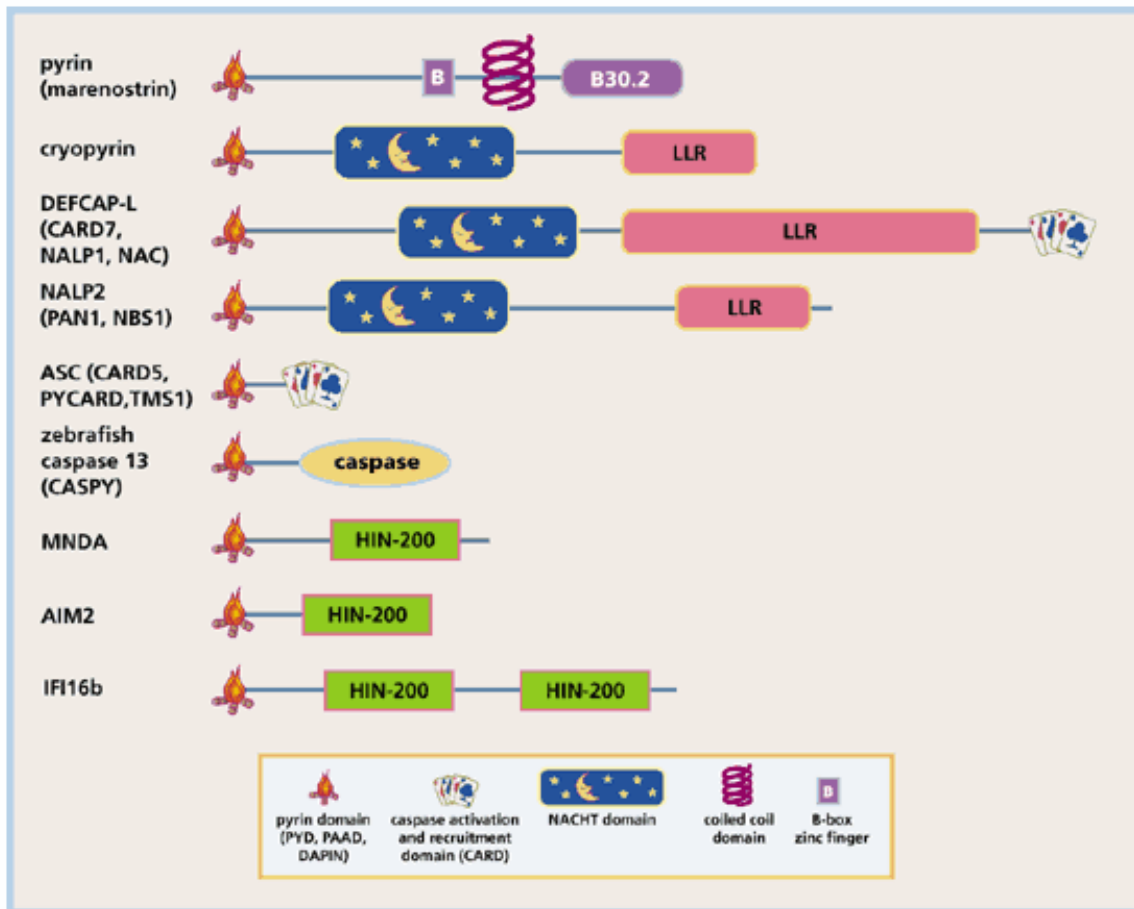 pyrin
(marenostrin)
B
B30.2
cryopyrin
LLR
DEFCAP-L
(CARD7,
NALP1, NAC)
LLR
NALP2
(PAN1, NBS1)
LLR
ASC (CARD5,
PYCARD,TMS1)
zebrafish
caspase 13
(CASPY)
caspase
MNDA
HIN-200
AIM2
HIN-200
IFI16b
HIN-200
HIN-200
pyrin domain
(PYD, PAAD,
DAPIN)
caspase activation
and recruitment
domain (CARD)
NACHT domain
coiled coil
domain
B
B-box
zinc finger